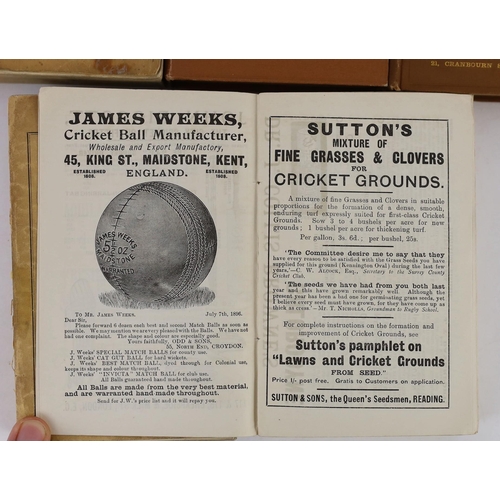 21, CRANBOURN
JAMES WEEKS,
Cricket Ball Manufacturer,
Wholesale and Export Manufactory,
45, KING ST., MAIDSTONE, KENT,
ESTABLISHED ESTABLISHED
ENGLAND.
JAMES WEEKS
5½ OZ
MAIDSTONE
WARRANTED
TO MR. JAMES WEEKS. July 7th, 1896.
Dear Sir,
Please forward 6 dozen each best and second Match Balls as soon as
possible. We may mention we are very pleased with the Balls. We have not
had one complaint. The shape and colour are especially good.
Yours faithfully, ODD & SONS.
55, NORTH END, CROYDON.
J. Weeks' SPECIAL MATCH BALLS for county use.
J. Weeks' CAT GUT BALL for hard wickets.
J. Weeks' BEST MATCH BALL, dyed through, for Colonial use,
keeps its shape and colour throughout.
J. Weeks' "INVICTA" MATCH BALL for club use.
All Balls guaranteed hand made throughout.
All Balls are made from the very best material,
and are warranted hand made throughout.
Send for J.W.'s price list and it will repay you.
SUTTON'S
MIXTURE OF
FINE GRASSES & CLOVERS
FOR
CRICKET GROUNDS.
A mixture of fine Grasses and Clovers in suitable
proportions for the formation of a dense, smooth,
enduring turf expressly suited for first-class Cricket
Grounds. Sow 3 to 4 bushels per acre for new
grounds; 1 bushel per acre for thickening turf.
Per gallon, 3s. 6d., per bushel, 25s.
'The Committee desire me to say that they
have every reason to be satisfied with the Grass Seeds you have
supplied for this ground (Kennington Oval) during the last few
years.'—C. W. ALCOCK, Esq., Secretary to the Surrey County
Cricket Club.
'The seeds we have had from you both last
year and this have grown remarkably well. Although the
present year has been a bad one for germinating grass seeds, yet
I believe every seed must have grown, for they have come up as
thick as cress.'—Mr. T. NICHOLLS, Groundman to Rugby School.
For complete instructions on the formation and
improvement of Cricket Grounds, see
Sutton's pamphlet on
"Lawns and Cricket Grounds
FROM SEED."
Price 1/- post free. Gratis to Customers on application.
SUTTON & SONS, the Queen's Seedsmen, READING.